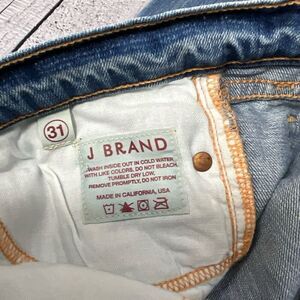 31
J BRAND
WASH INSIDE OUT IN COLD WATER
WITH LIKE COLORS. DO NOT BLEACH.
TUMBLE DRY LOW.
REMOVE PROMPTLY, DO NOT IRON
MADE IN CALIFORNIA, USA